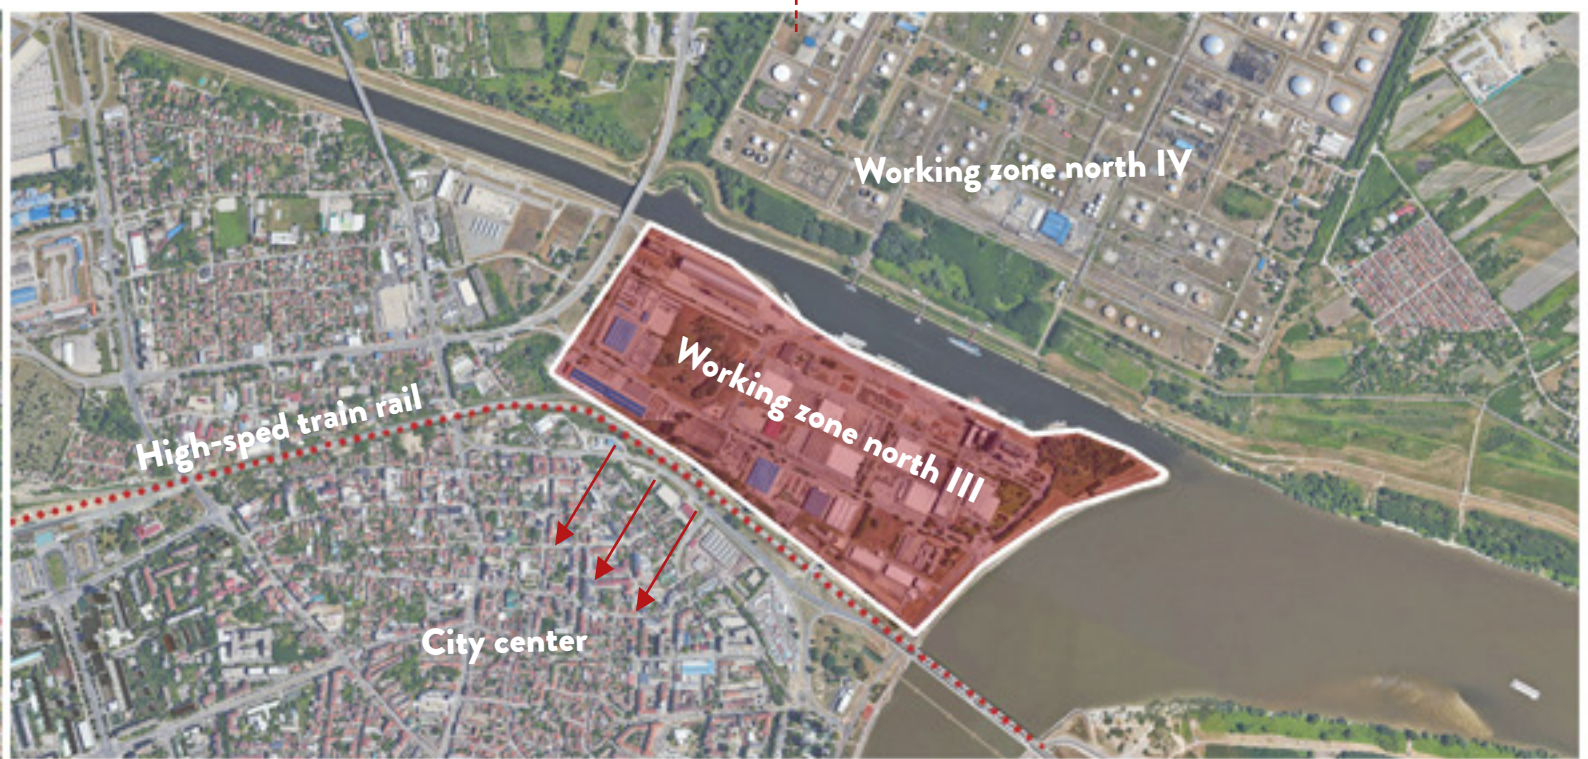 Working zone north IV
Working zone north III
High-sped train rail
City center